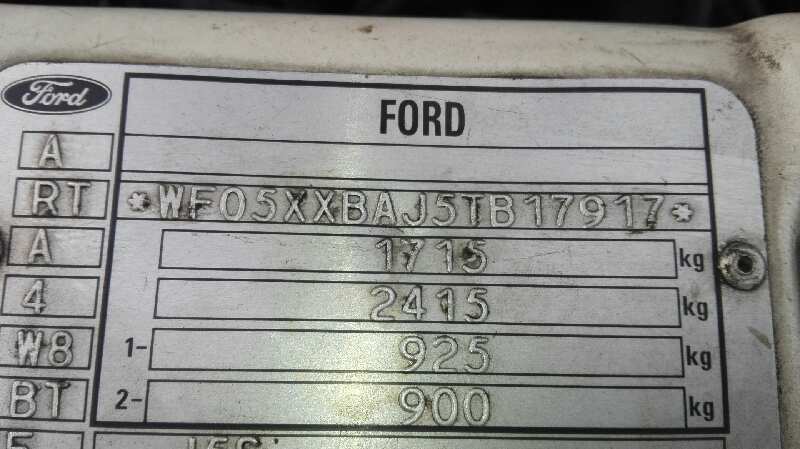 Ford
FORD
A
RT *WF05XXBAJ5TB17917*
A 1715 kg
4 2415 kg
W8 1- 925 kg
BT 2- 900 kg